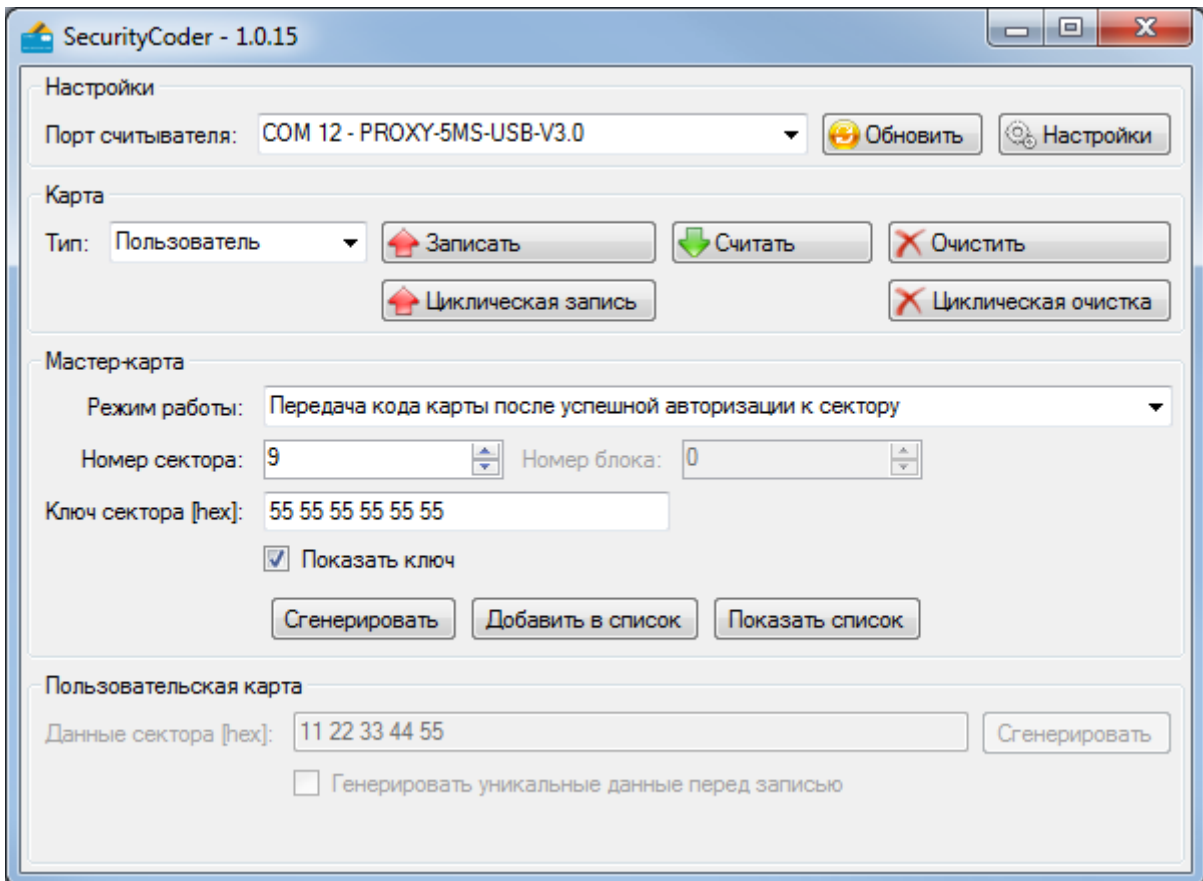 SecurityCoder - 1.0.15
Настройки
Порт считывателя: COM 12 - PROXY-5MS-USB-V3.0 Обновить Настройки
Карта
Тип: Пользователь Записать Считать Очистить
Циклическая запись Циклическая очистка
Мастер-карта
Режим работы: Передача кода карты после успешной авторизации к сектору
Номер сектора: 9 Номер блока: 0
Ключ сектора [hex]: 55 55 55 55 55 55
Показать ключ
Сгенерировать Добавить в список Показать список
Пользовательская карта
Данные сектора [hex]: 11 22 33 44 55 Сгенерировать
Генерировать уникальные данные перед записью